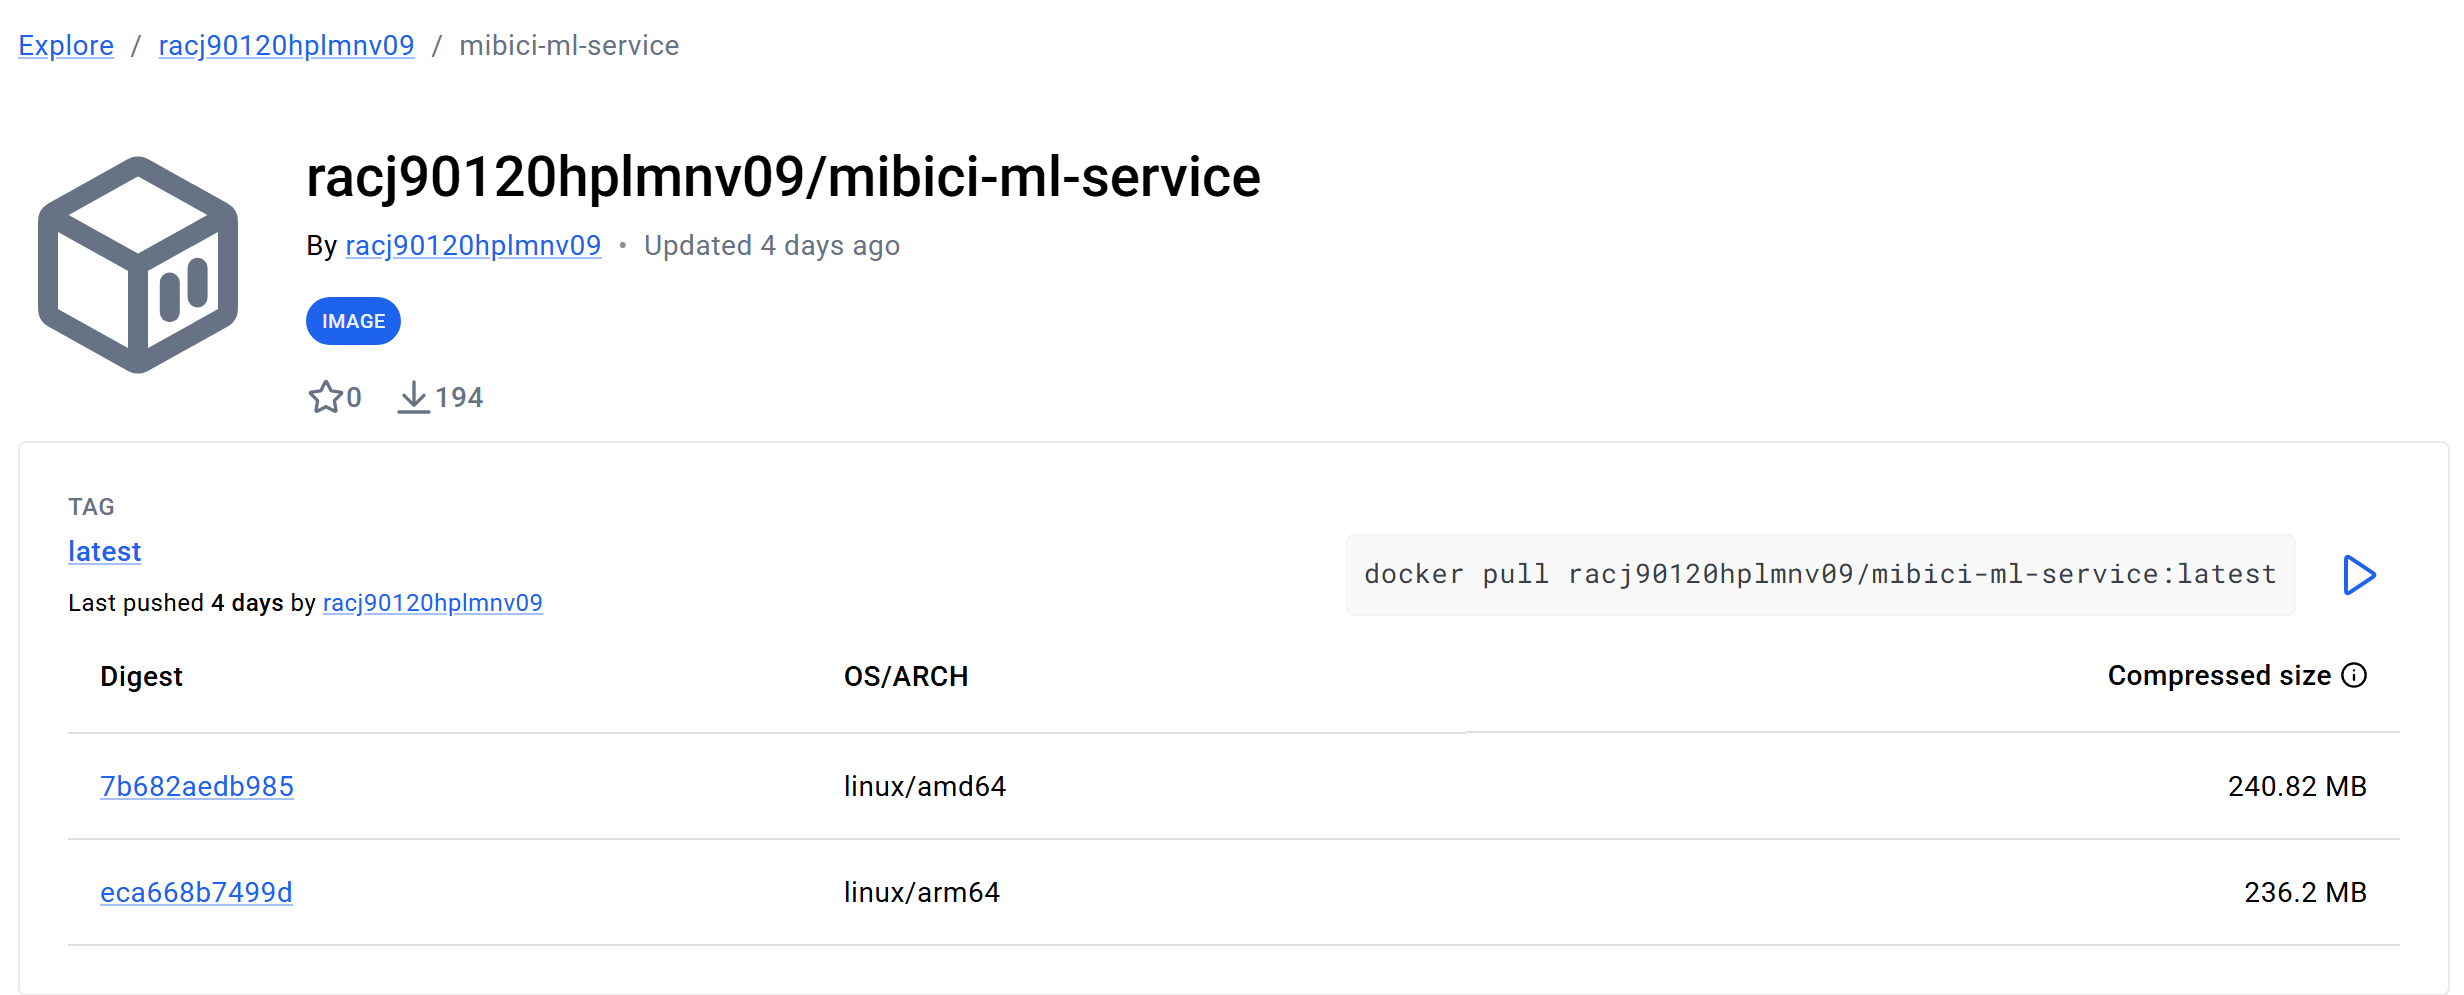 Explore / racj90120hplmnv09 / mibici-ml-service
racj90120hplmnv09/mibici-ml-service
By racj90120hplmnv09 • Updated 4 days ago
IMAGE
0 194
TAG
latest
docker pull racj90120hplmnv09/mibici-ml-service:latest
Last pushed 4 days by racj90120hplmnv09
Digest OS/ARCH Compressed size
7b682aedb985 linux/amd64 240.82 MB
eca668b7499d linux/arm64 236.2 MB